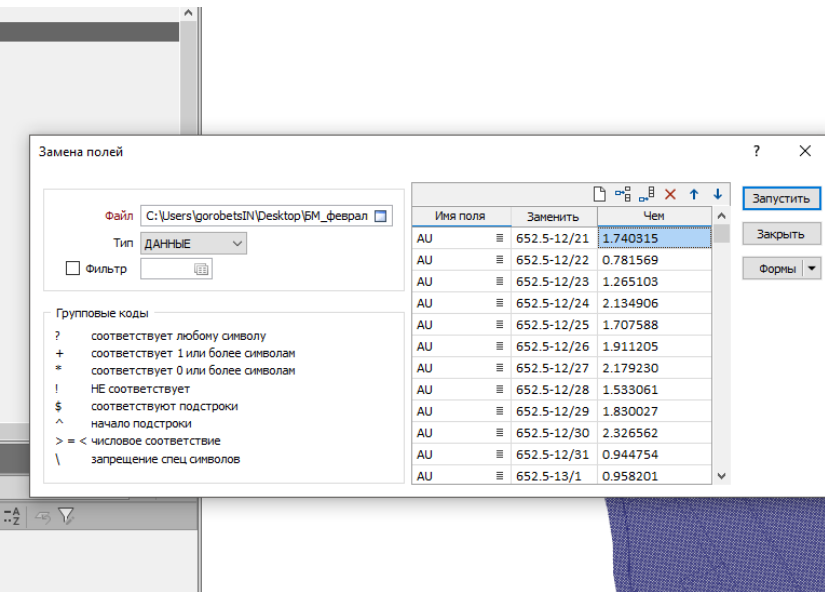 Замена полей
?
Файл C:\Users\gorobetsIN\Desktop\БМ_феврал
Тип ДАННЫЕ
Фильтр
Групповые коды
? соответствует любому символу
+ соответствует 1 или более символам
* соответствует 0 или более символам
! НЕ соответствует
$ соответствуют подстроки
^ начало подстроки
> = < числовое соответствие
\ запрещение спец символов
Имя поля Заменить Чем
AU 652.5-12/21 1.740315
AU 652.5-12/22 0.781569
AU 652.5-12/23 1.265103
AU 652.5-12/24 2.134906
AU 652.5-12/25 1.707588
AU 652.5-12/26 1.911205
AU 652.5-12/27 2.179230
AU 652.5-12/28 1.533061
AU 652.5-12/29 1.830027
AU 652.5-12/30 2.326562
AU 652.5-12/31 0.944754
AU 652.5-13/1 0.958201
Запустить
Закрыть
Формы
A
Z